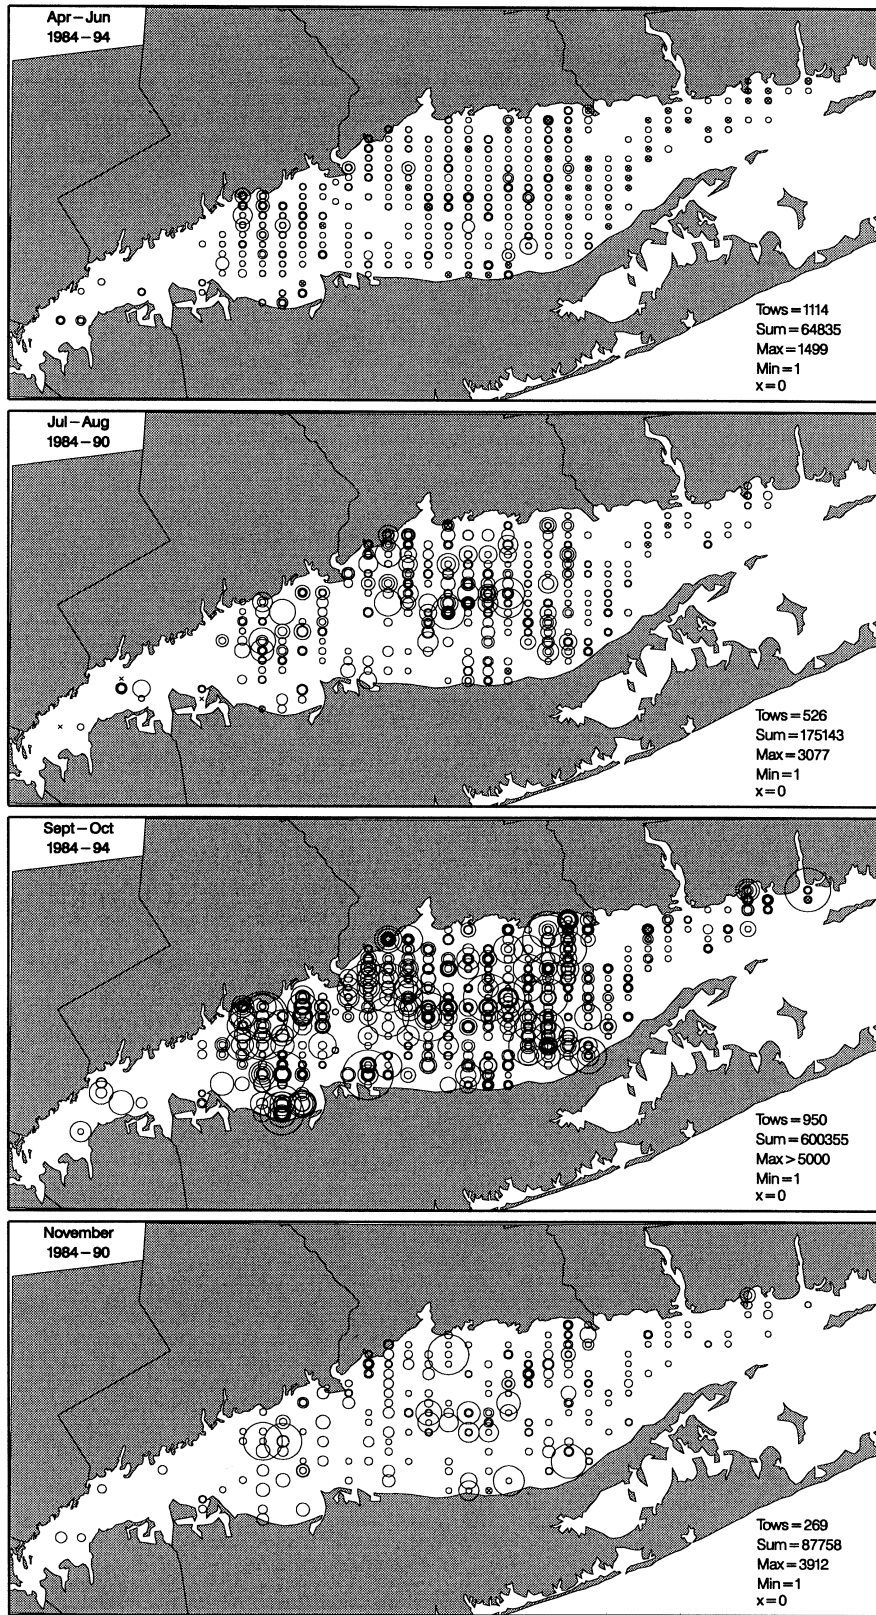 Apr–Jun
1984–94
Tows=1114
Sum=64835
Max=1499
Min=1
x=0
Jul–Aug
1984–90
Tows=526
Sum=175143
Max=3077
Min=1
x=0
Sept–Oct
1984–94
Tows=950
Sum=600355
Max>5000
Min=1
x=0
November
1984–90
Tows=269
Sum=87758
Max=3912
Min=1
x=0